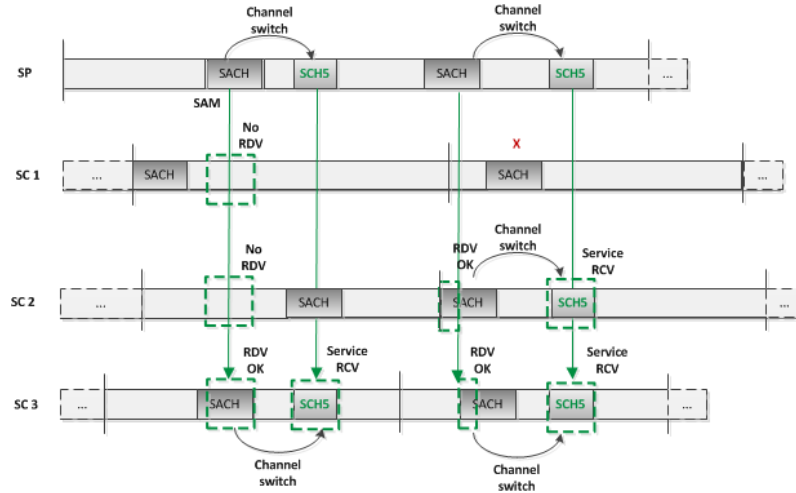 Channel
switch
Channel
switch
SP
SACH
SCH5
SACH
SCH5
...
SAM
No
RDV
X
SC 1
...
SACH
SACH
...
No
RDV
RDV
OK
Channel
switch
Service
RCV
SC 2
...
SACH
SACH
SCH5
...
RDV
OK
Service
RCV
RDV
OK
Service
RCV
SC 3
...
SACH
SCH5
SACH
SCH5
...
Channel
switch
Channel
switch